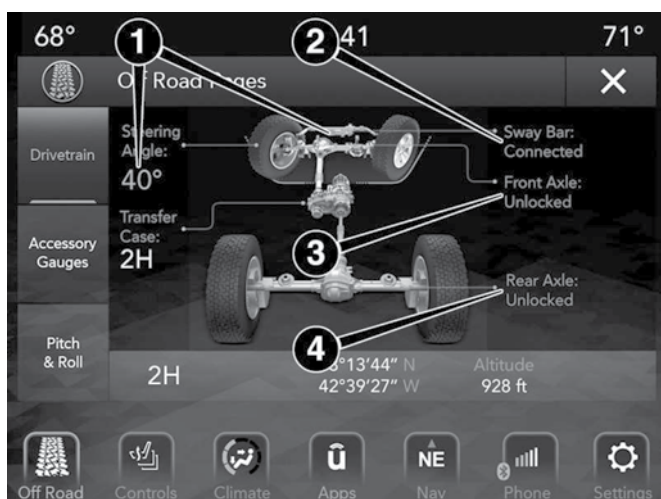 68°
:41
71°
1
2
Off Road Pages
Drivetrain
Steering
Angle:
40°
Sway Bar:
Connected
Front Axle:
Unlocked
Accessory
Gauges
Transfer
Case:
2H
3
Rear Axle:
Unlocked
4
Pitch
& Roll
2H
°13'44" N
42°39'27" W
Altitude
928 ft
Off Road
Controls
Climate
û
Apps
NE
Nav
Phone
Settings